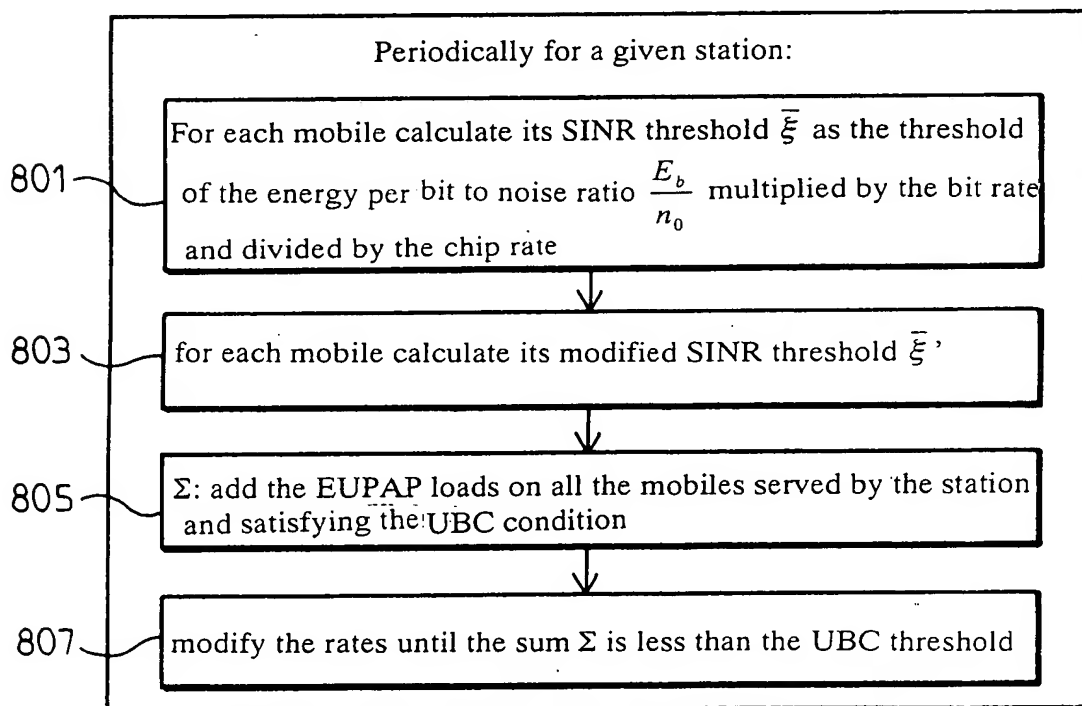 Periodically for a given station:
801
For each mobile calculate its SINR threshold ξ̄ as the threshold
of the energy per bit to noise ratio E_b/n_0 multiplied by the bit rate
and divided by the chip rate
803
for each mobile calculate its modified SINR threshold ξ̄ ’
805
Σ: add the EUPAP loads on all the mobiles served by the station
and satisfying the UBC condition
807
modify the rates until the sum Σ is less than the UBC threshold.